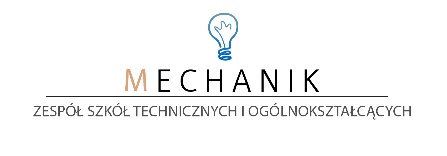 MECHANIK
ZESPÓŁ SZKÓŁ TECHNICZNYCH I OGÓLNOKSZTAŁCĄCYCH